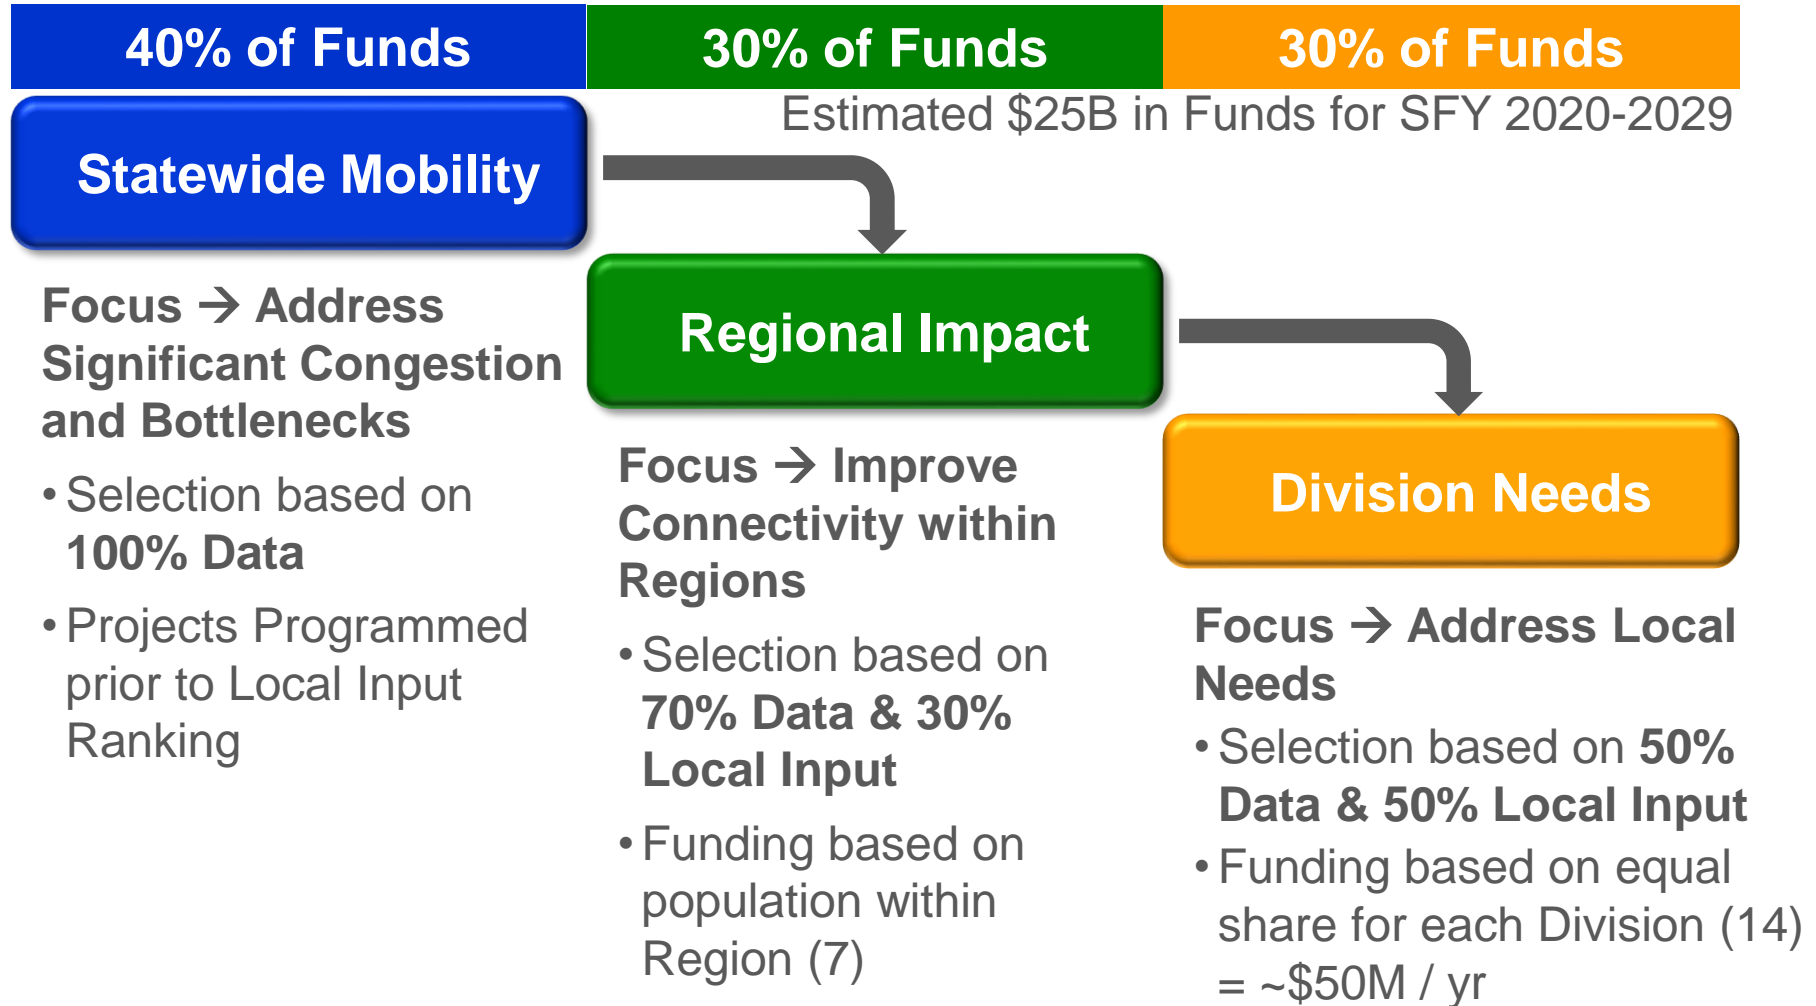 40% of Funds
30% of Funds
30% of Funds
Estimated $25B in Funds for SFY 2020-2029
Statewide Mobility
Focus → Address
Significant Congestion
and Bottlenecks
• Selection based on
100% Data
• Projects Programmed
prior to Local Input
Ranking
Regional Impact
Focus → Improve
Connectivity within
Regions
• Selection based on
70% Data & 30%
Local Input
• Funding based on
population within
Region (7)
Division Needs
Focus → Address Local
Needs
• Selection based on 50%
Data & 50% Local Input
• Funding based on equal
share for each Division (14)
= ~$50M / yr